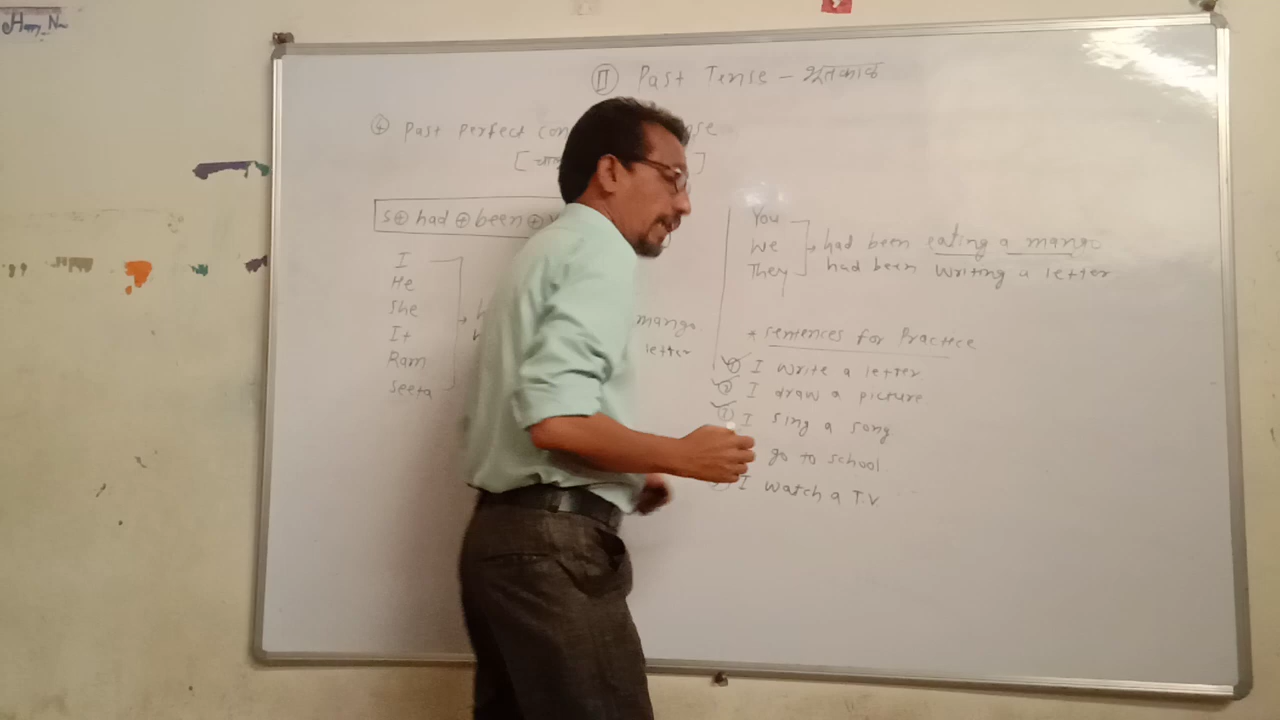 II Past Tense - भूतकाळ
4 Past Perfect
[
]
S + had + been +
I
He
She
It
Ram
Seeta
mango.
letter
You
We
They
had been eating a mango
had been writing a letter
* Sentences for Practice
I write a letter
I draw a picture
I sing a song.
go to school.
I watch a T.V.